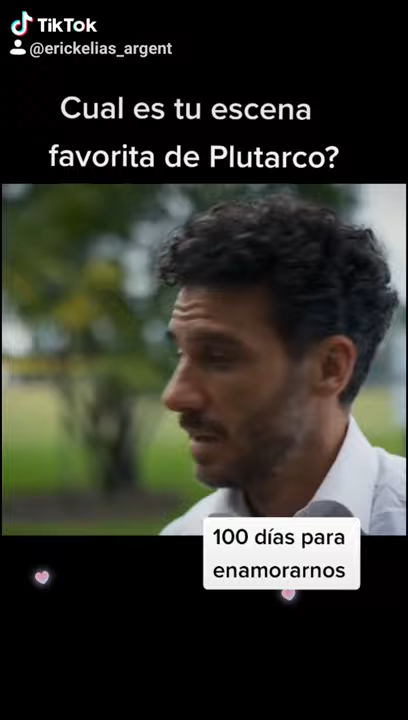 TikTok
@erickelias_argent
Cual es tu escena
favorita de Plutarco?
100 días para
enamorarnos